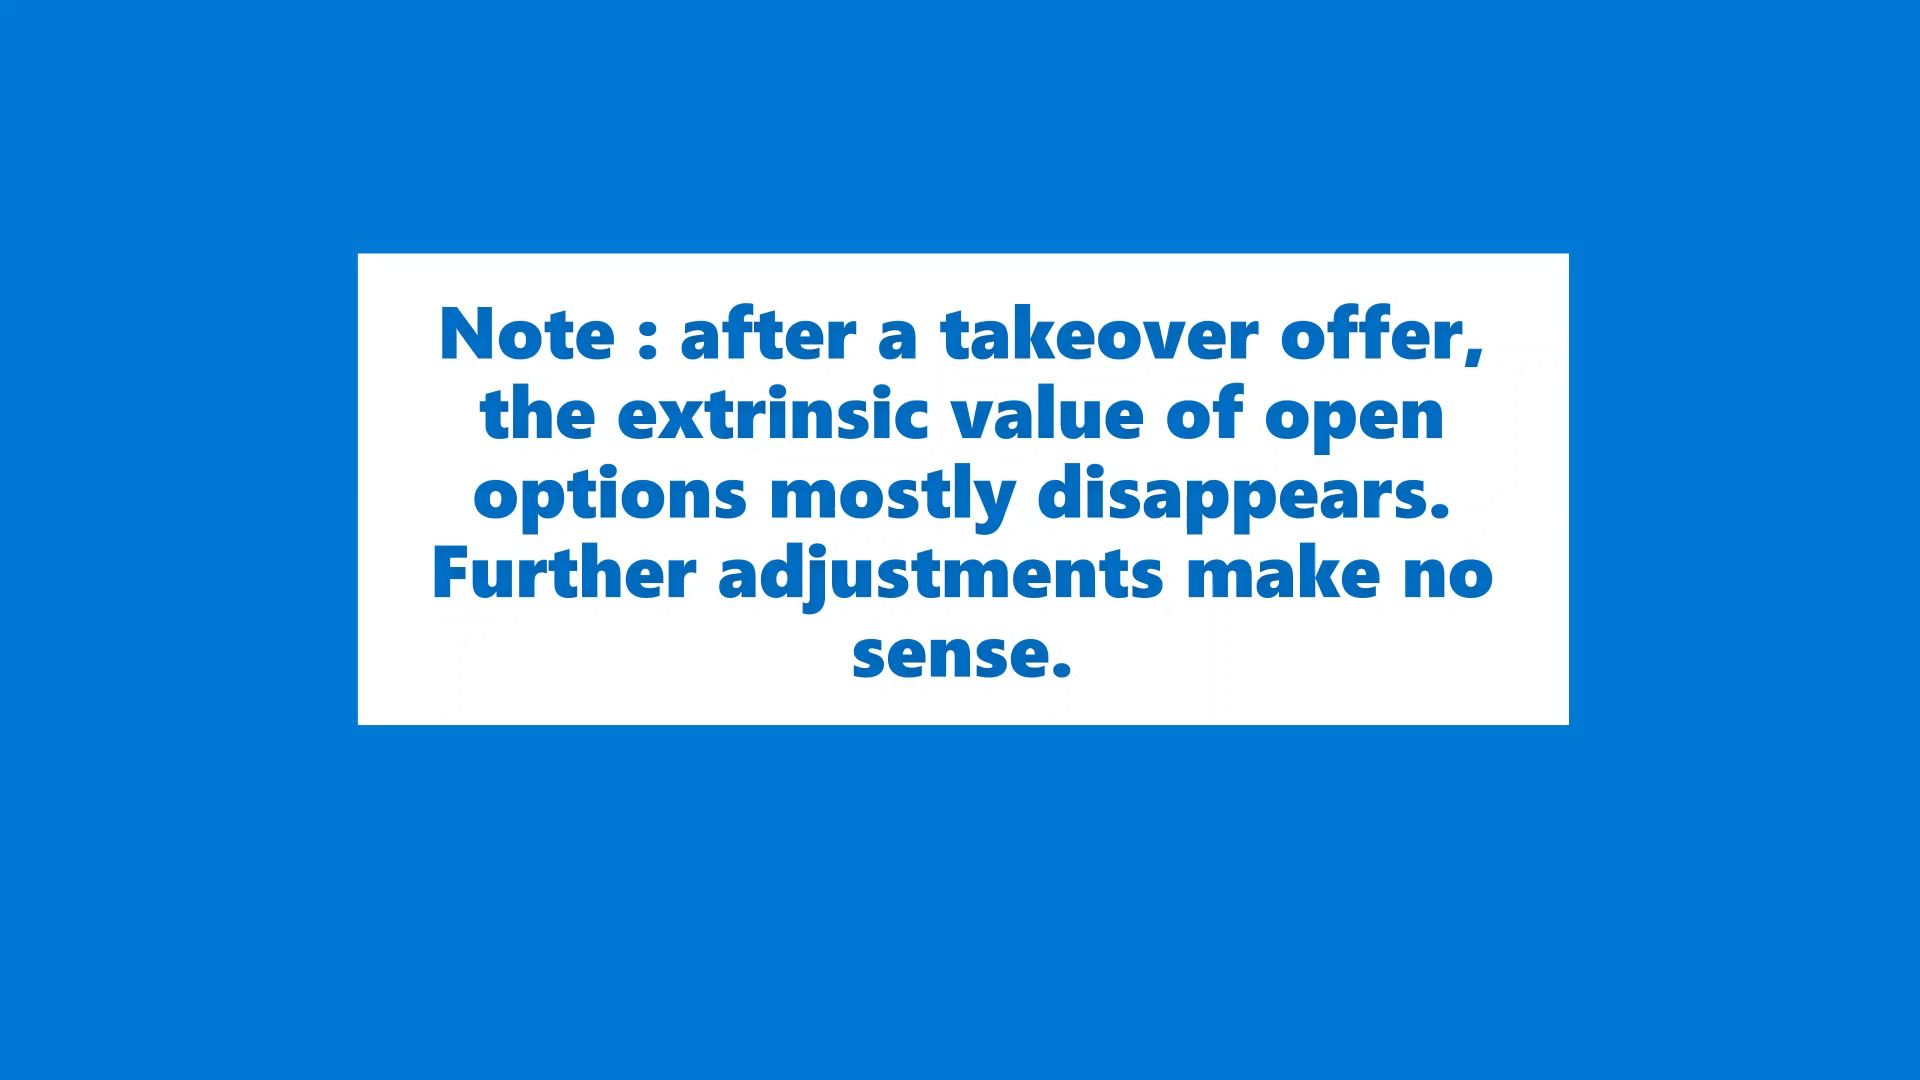 Note : after a takeover offer,
the extrinsic value of open
options mostly disappears.
Further adjustments make no
sense.